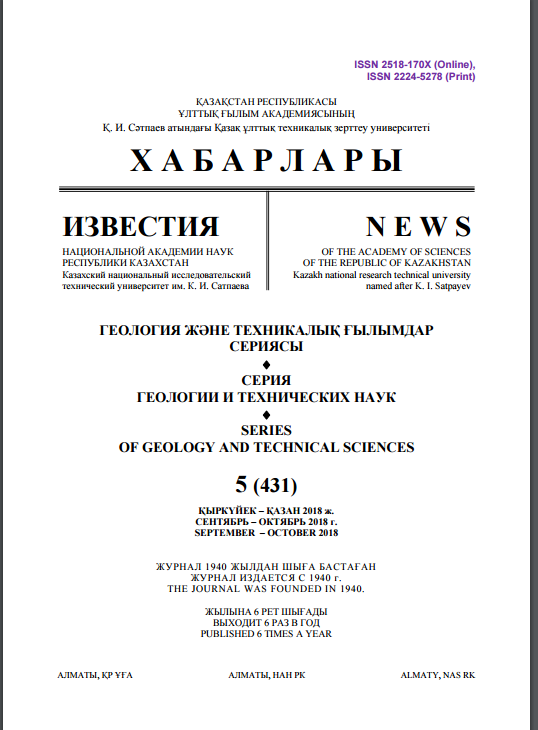 ISSN 2518-170X (Online),
ISSN 2224-5278 (Print)
ҚАЗАҚСТАН РЕСПУБЛИКАСЫ
ҰЛТТЫҚ ҒЫЛЫМ АКАДЕМИЯСЫНЫҢ
Қ. И. Сәтпаев атындағы Қазақ ұлттық техникалық зерттеу университеті
Х А Б А Р Л А Р Ы
ИЗВЕСТИЯ
НАЦИОНАЛЬНОЙ АКАДЕМИИ НАУК
РЕСПУБЛИКИ КАЗАХСТАН
Казахский национальный исследовательский
технический университет им. К. И. Сатпаева
N E W S
OF THE ACADEMY OF SCIENCES
OF THE REPUBLIC OF KAZAKHSTAN
Kazakh national research technical university
named after K. I. Satpayev
ГЕОЛОГИЯ ЖӘНЕ ТЕХНИКАЛЫҚ ҒЫЛЫМДАР
СЕРИЯСЫ
♦
СЕРИЯ
ГЕОЛОГИИ И ТЕХНИЧЕСКИХ НАУК
♦
SERIES
OF GEOLOGY AND TECHNICAL SCIENCES
5 (431)
ҚЫРКҮЙЕК – ҚАЗАН 2018 ж.
СЕНТЯБРЬ – ОКТЯБРЬ 2018 г.
SEPTEMBER – OCTOBER 2018
ЖУРНАЛ 1940 ЖЫЛДАН ШЫҒА БАСТАҒАН
ЖУРНАЛ ИЗДАЕТСЯ С 1940 г.
THE JOURNAL WAS FOUNDED IN 1940.
ЖЫЛЫНА 6 РЕТ ШЫҒАДЫ
ВЫХОДИТ 6 РАЗ В ГОД
PUBLISHED 6 TIMES A YEAR
АЛМАТЫ, ҚР ҰҒА
АЛМАТЫ, НАН РК
ALMATY, NAS RK